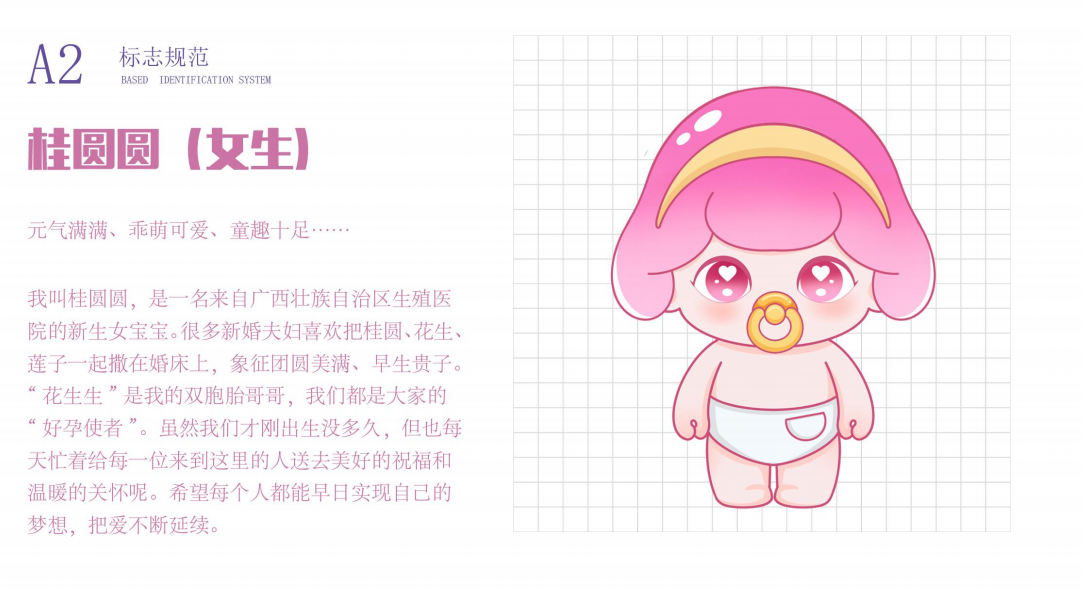 A2
标志规范
BASED IDENTIFICATION SYSTEM
桂圆圆（女生）
元气满满、乖萌可爱、童趣十足……
我叫桂圆圆，是一名来自广西壮族自治区生殖医
院的新生女宝宝。很多新婚夫妇喜欢把桂圆、花生、
莲子一起撒在婚床上，象征团圆美满、早生贵子。
“花生生”是我的双胞胎哥哥，我们都是大家的
“好孕使者”。虽然我们才刚出生没多久，但也每
天忙着给每一位来到这里的人送去美好的祝福和
温暖的关怀呢。希望每个人都能早日实现自己的
梦想，把爱不断延续。